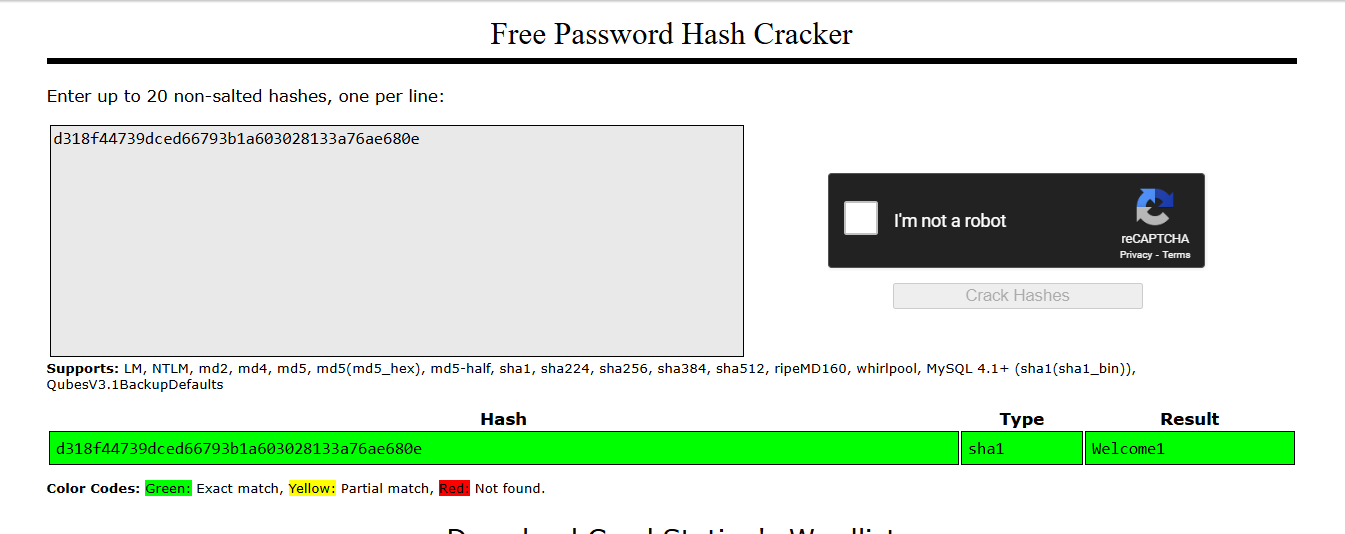 Free Password Hash Cracker
Enter up to 20 non-salted hashes, one per line:
d318f44739dced66793b1a603028133a76ae680e
I'm not a robot
reCAPTCHA
Privacy - Terms
Crack Hashes
Supports: LM, NTLM, md2, md4, md5, md5(md5_hex), md5-half, sha1, sha224, sha256, sha384, sha512, ripeMD160, whirlpool, MySQL 4.1+ (sha1(sha1_bin)),
QubesV3.1BackupDefaults
Hash Type Result
d318f44739dced66793b1a603028133a76ae680e sha1 Welcome1
Color Codes: Green: Exact match, Yellow: Partial match, Red: Not found.